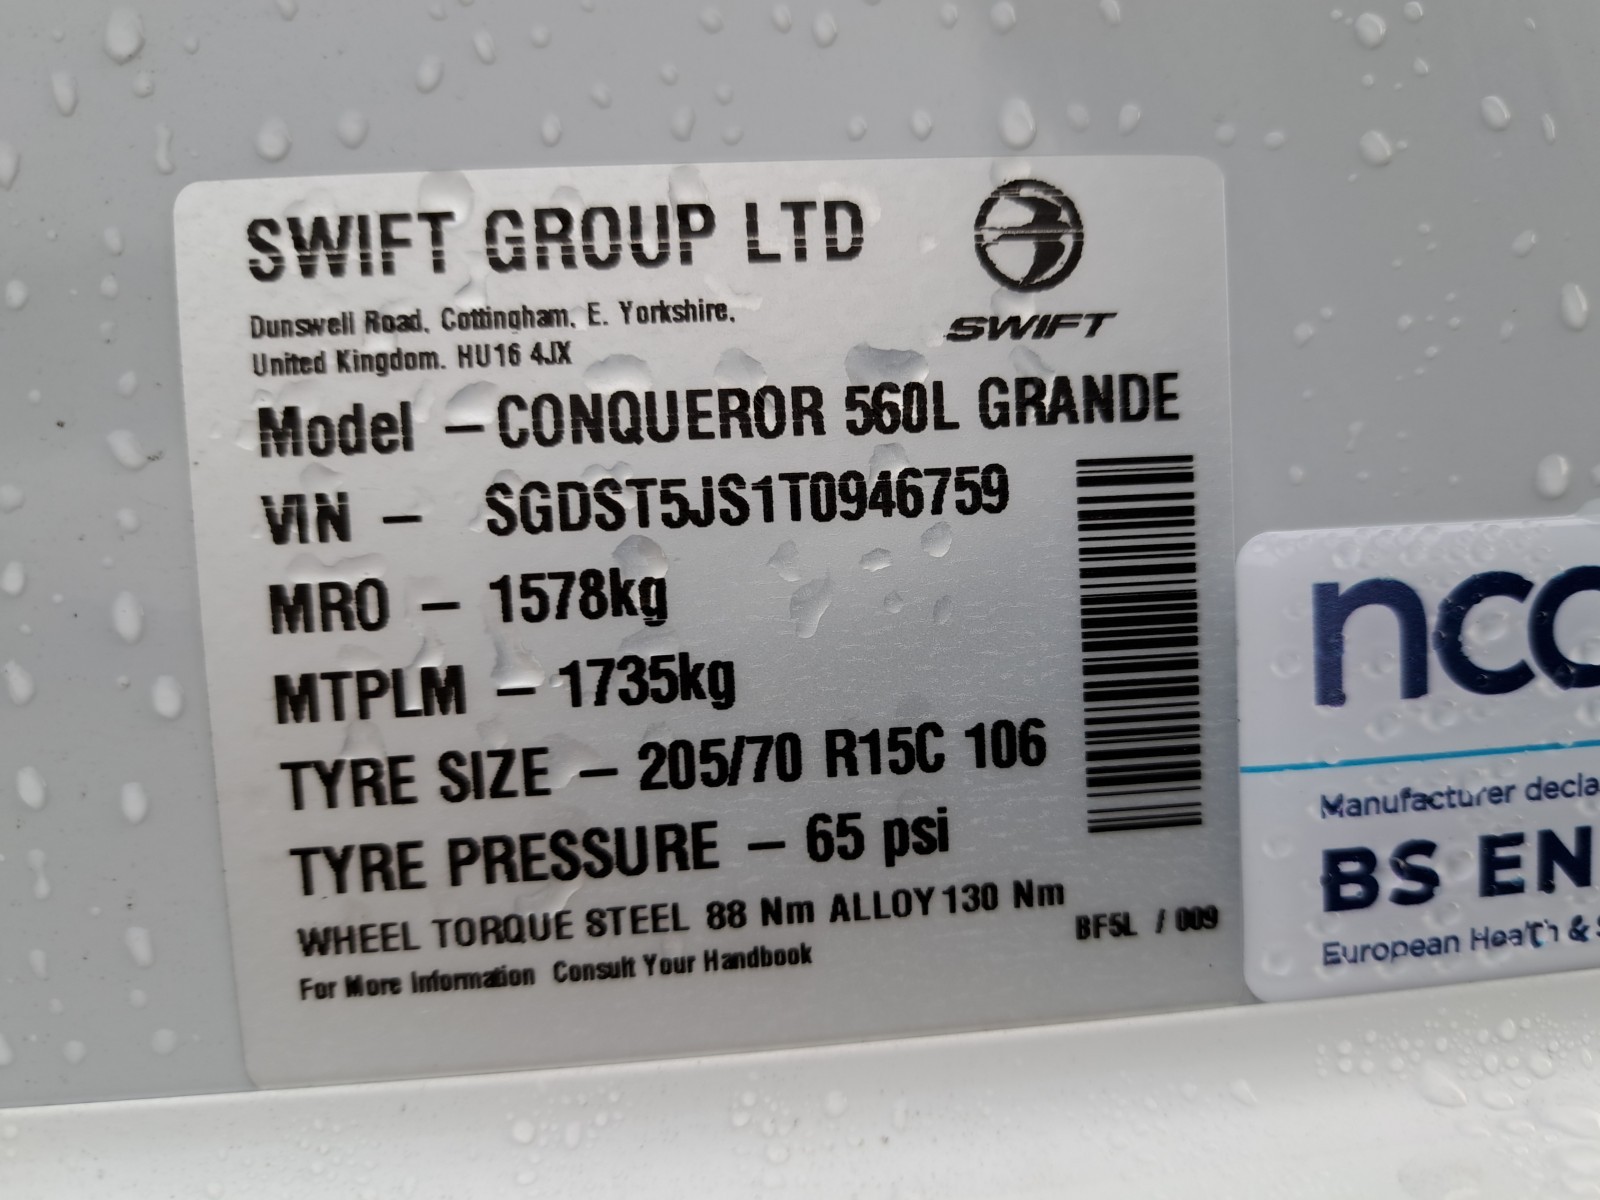 SWIFT GROUP LTD
SWIFT
Dunswell Road, Cottingham, E. Yorkshire,
United Kingdom. HU16 4JX
Model – CONQUEROR 560L GRANDE
VIN – SGDST5JS1T0946759
MRO – 1578kg
MTPLM – 1735kg
TYRE SIZE – 205/70 R15C 106
TYRE PRESSURE – 65 psi
WHEEL TORQUE STEEL 88 Nm ALLOY 130 Nm
BF5L / 009
For More Information Consult Your Handbook
ncc
Manufacturer decla
BS EN
European Health &